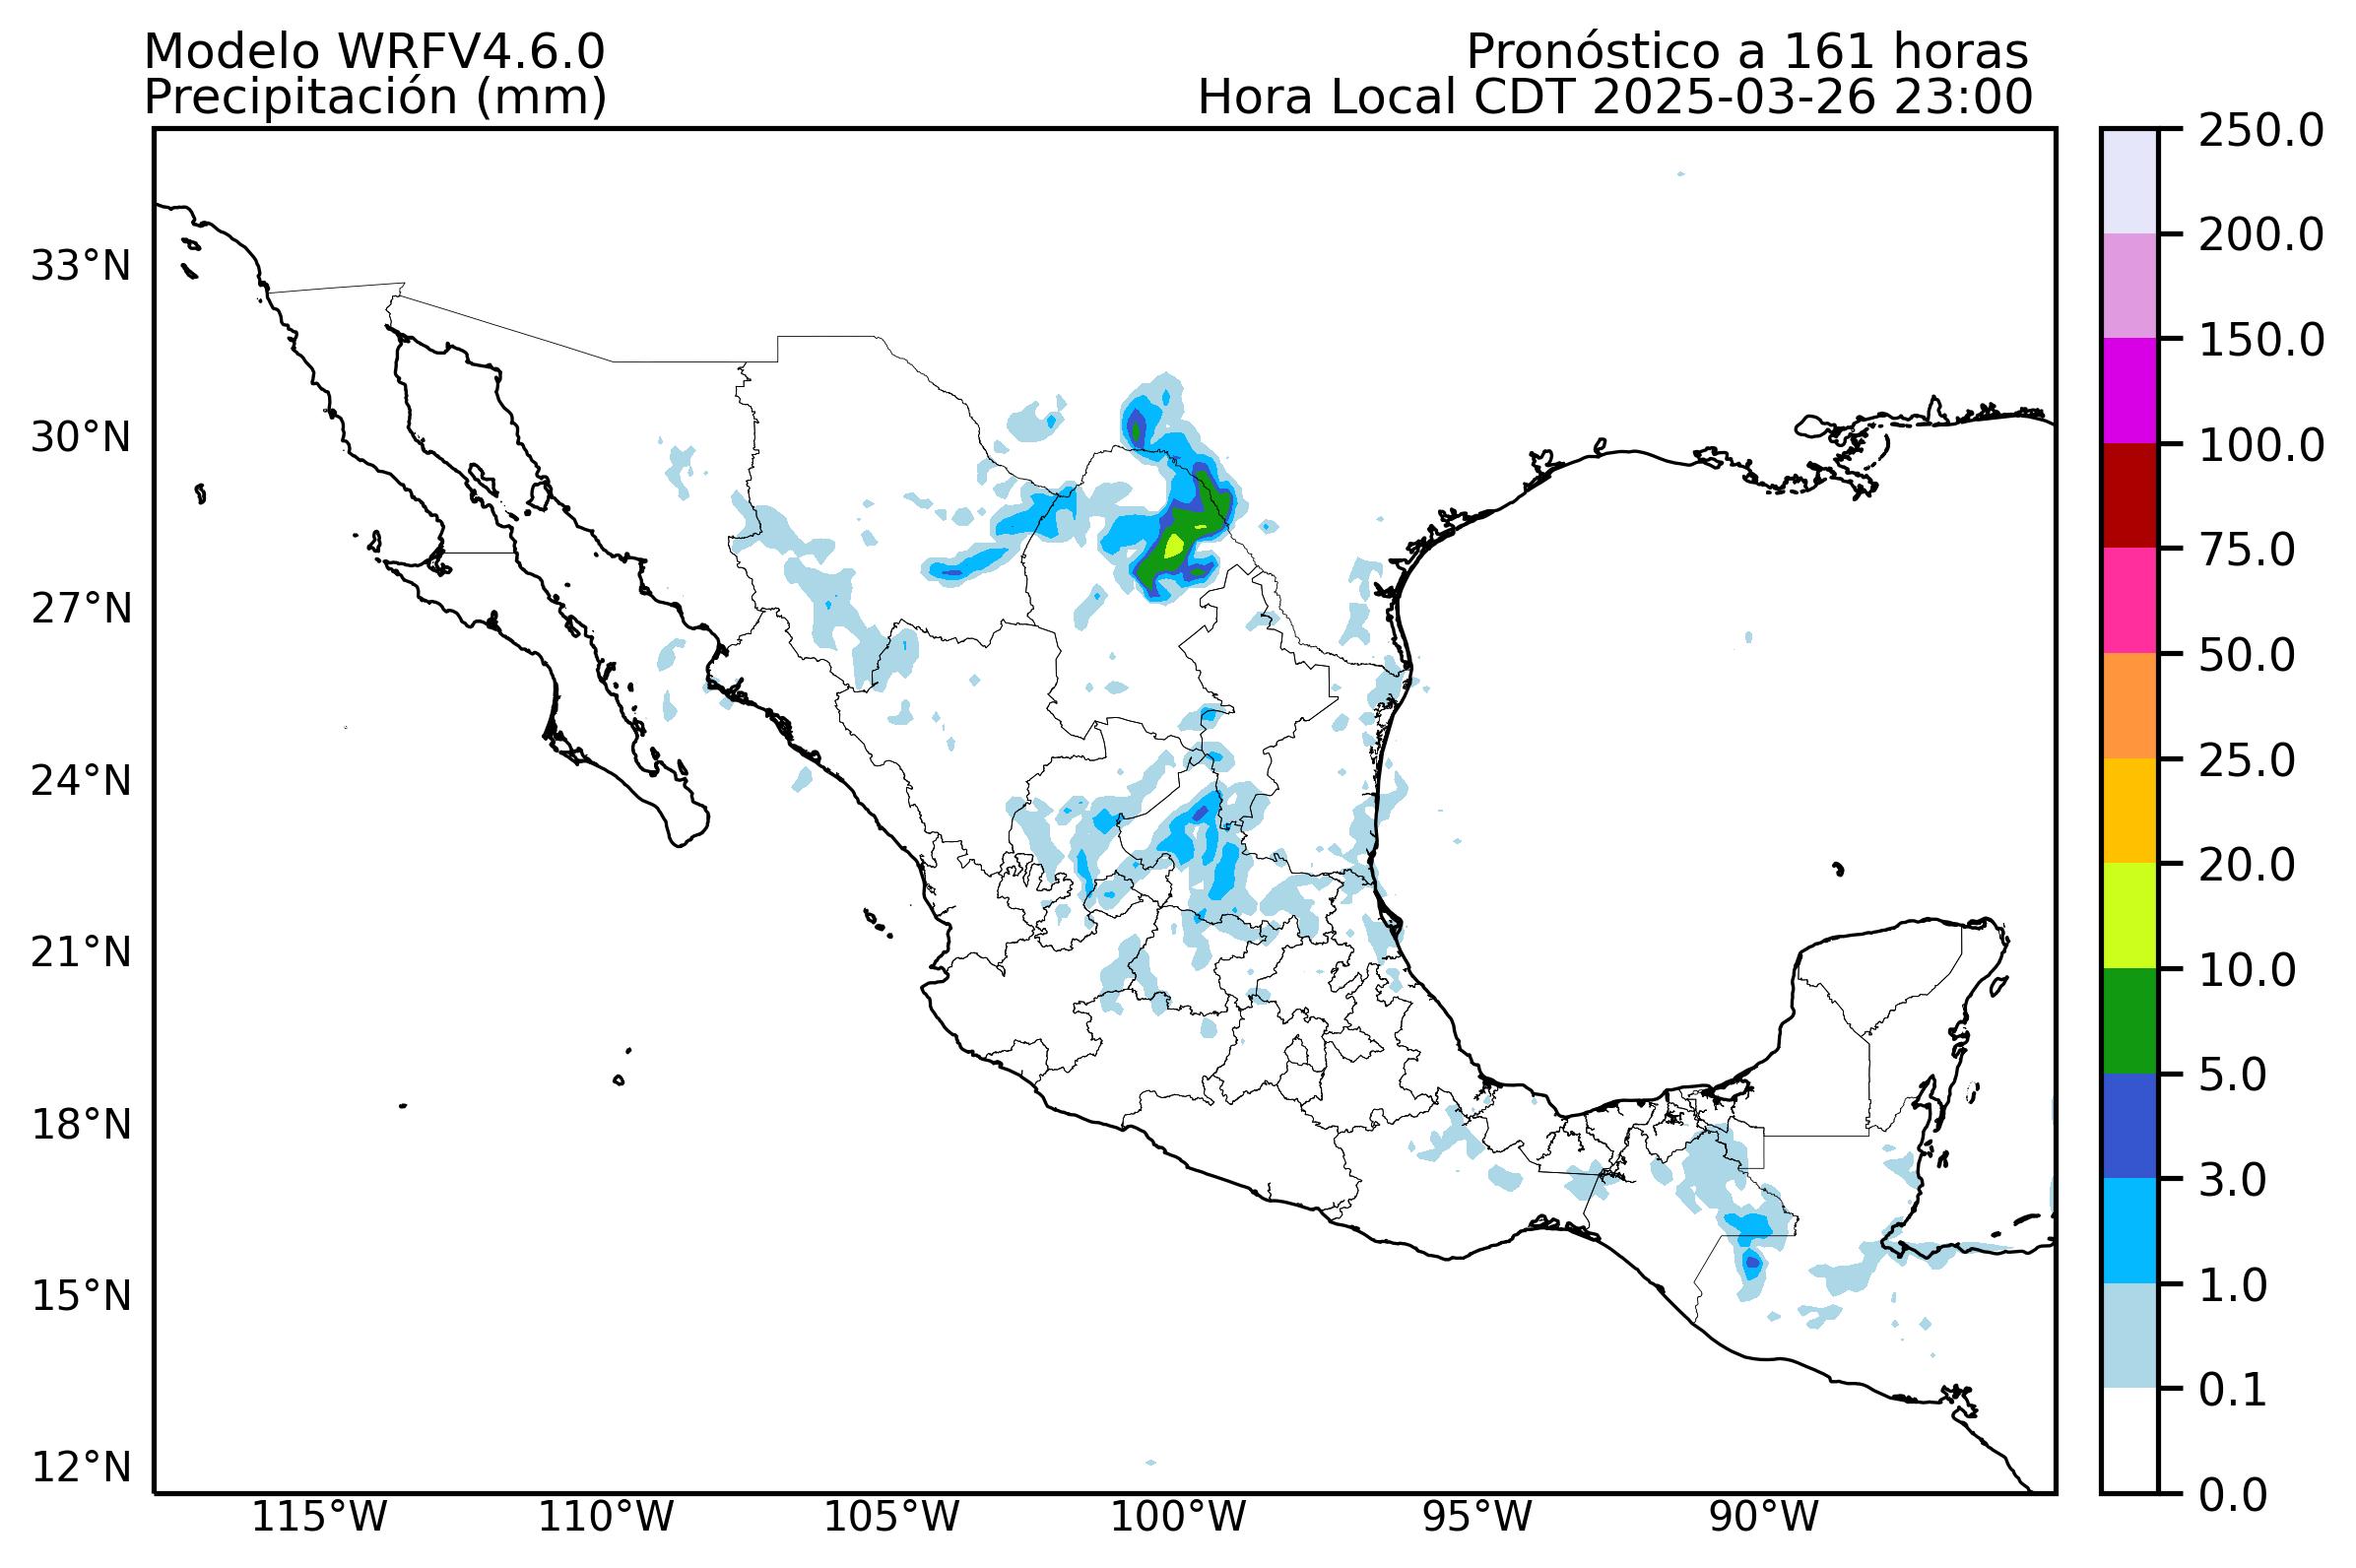 Modelo WRFV4.6.0
Pronóstico a 161 horas
Precipitación (mm)
Hora Local CDT 2025-03-26 23:00
250.0
200.0
150.0
100.0
75.0
50.0
25.0
20.0
10.0
5.0
3.0
1.0
0.1
0.0
33°N
30°N
27°N
24°N
21°N
18°N
15°N
12°N
115°W
110°W
105°W
100°W
95°W
90°W